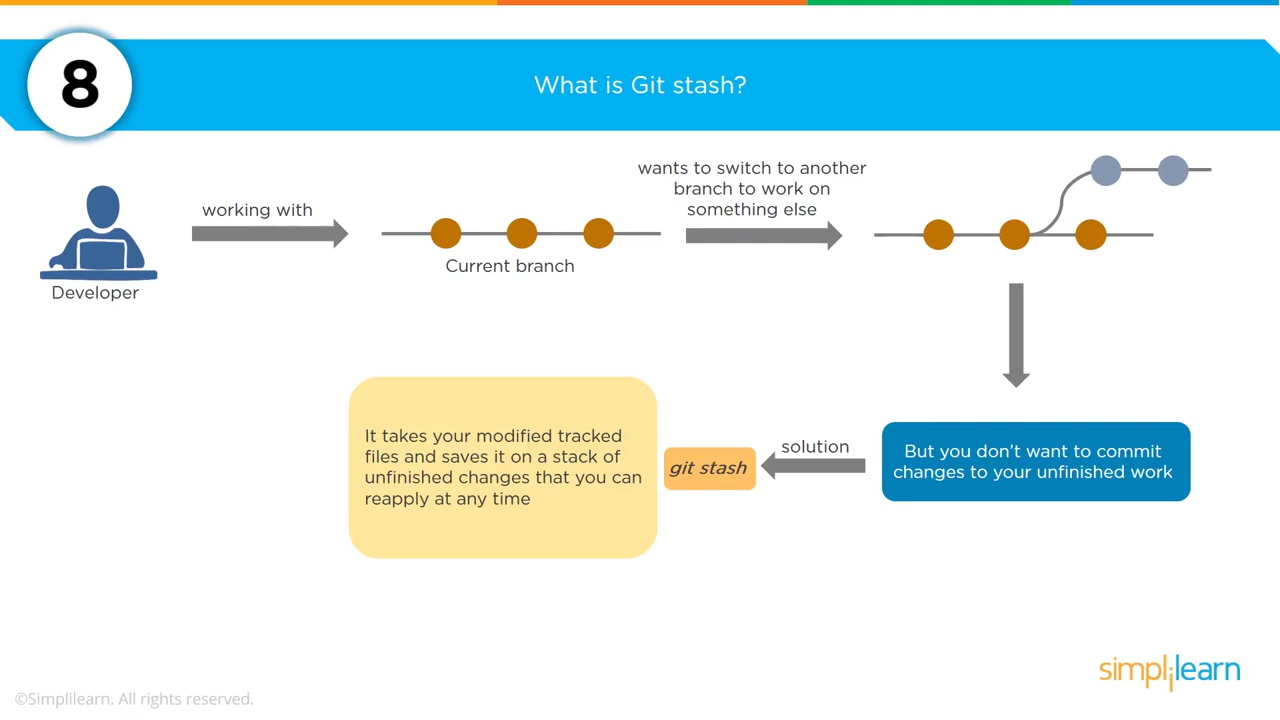 8
What is Git stash?
working with
Developer
Current branch
wants to switch to another
branch to work on
something else
But you don't want to commit
changes to your unfinished work
solution
git stash
It takes your modified tracked
files and saves it on a stack of
unfinished changes that you can
reapply at any time
simplilearn
©Simplilearn. All rights reserved.